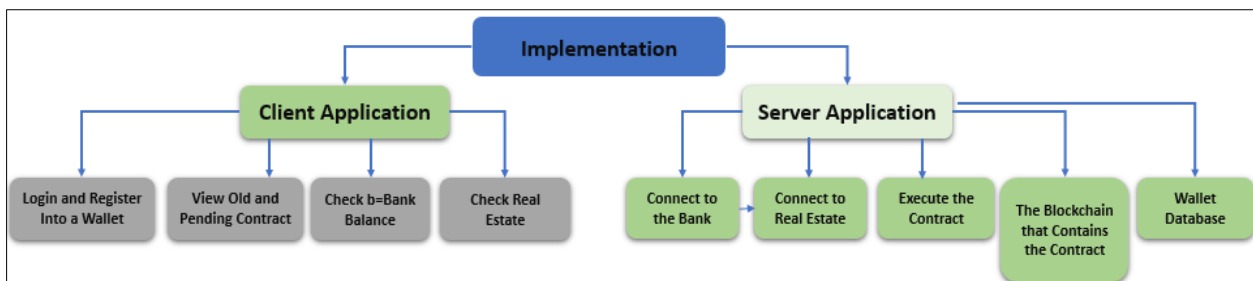 Implementation
Client Application
Server Application
Login and Register
Into a Wallet
View Old and
Pending Contract
Check b=Bank
Balance
Check Real
Estate
Connect to
the Bank
Connect to
Real Estate
Execute the
Contract
The Blockchain
that Contains
the Contract
Wallet
Database